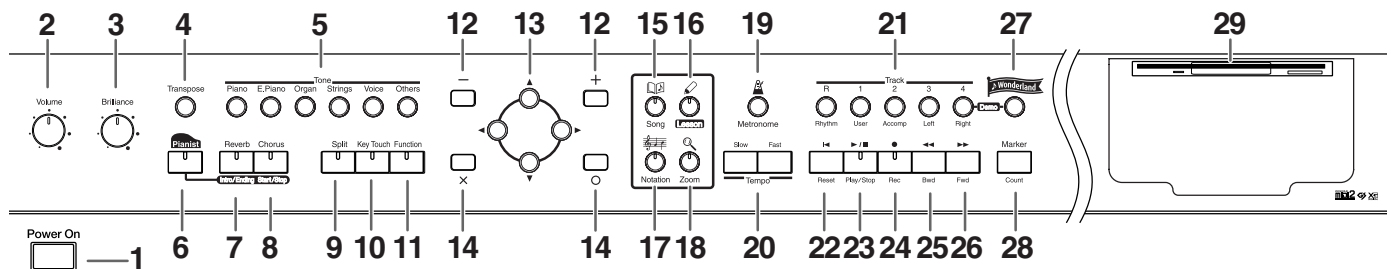 2 3 4 5 12 13 12 15 16 19 21 27 29
Volume Brilliance Transpose
Tone
Piano E,Piano Organ Strings Voice Others
− ▲ +
◀ ▶
× ▼ ○
Pianist Reverb Chorus Split Key Touch Function
Intro/Ending Start/Stop
Song Lesson
Notation Zoom
Metronome
Slow Fast
Tempo
Track
R 1 2 3 4
Rhythm User Accomp Left Right
Demo
♪Wonderland
I◀ ▶/■ ● ◀◀ ▶▶ Marker
Reset Play/Stop Rec Bwd Fwd Count
6 7 8 9 10 11 14 14 17 18 20 22 23 24 25 26 28
Power On
1